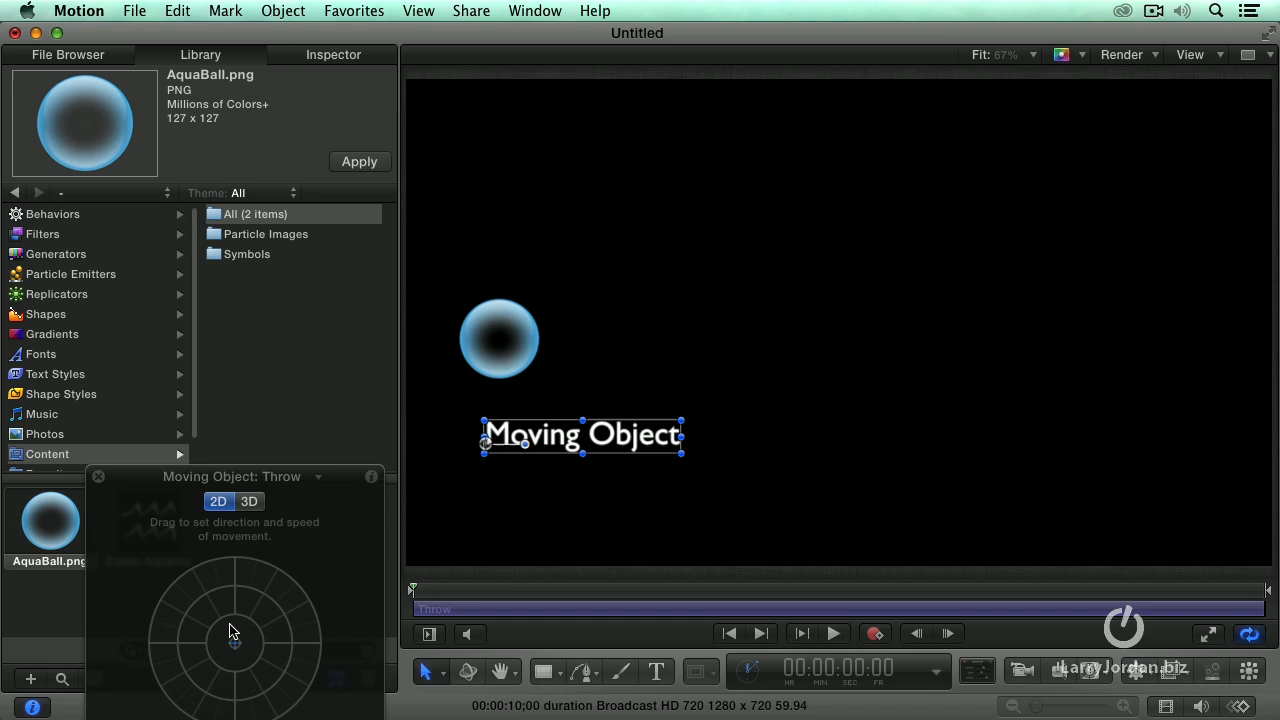 Motion File Edit Mark Object Favorites View Share Window Help
Untitled
File Browser Library Inspector
Fit: 67% Render View
AquaBall.png
PNG
Millions of Colors+
127 x 127
Apply
- Theme: All
Behaviors
Filters
Generators
Particle Emitters
Replicators
Shapes
Gradients
Fonts
Text Styles
Shape Styles
Music
Photos
Content
All (2 items)
Particle Images
Symbols
Moving Object
Moving Object: Throw
2D 3D
Drag to set direction and speed
of movement.
AquaBall.png
Throw
00:00:00:00
HR MIN SEC FR
LarryJordan.biz
00:00:10;00 duration Broadcast HD 720 1280 x 720 59.94